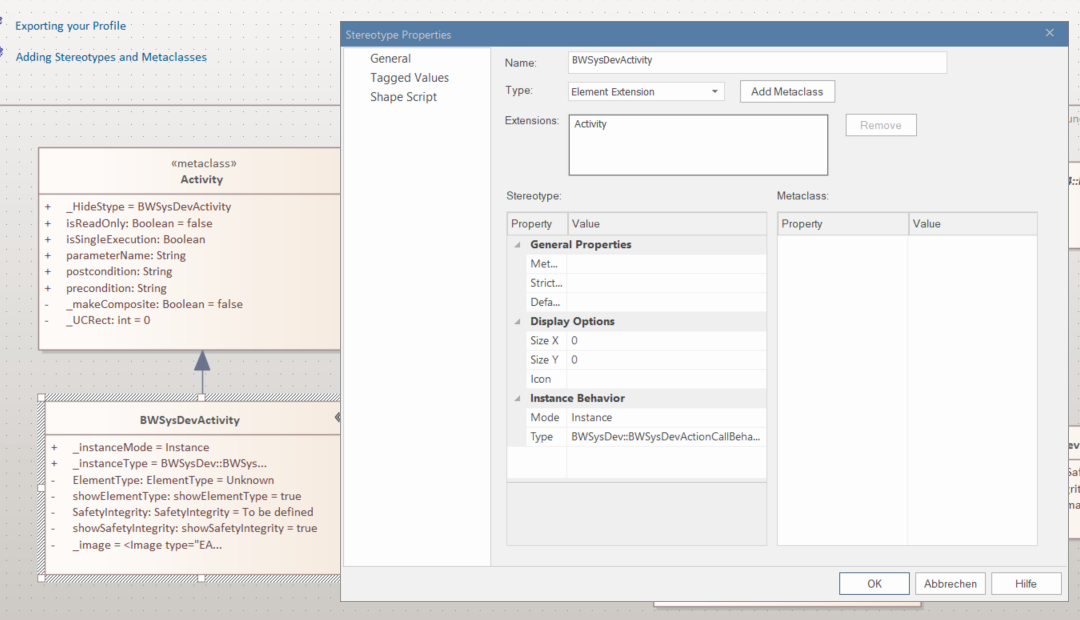 Exporting your Profile
Adding Stereotypes and Metaclasses
«metaclass»
Activity
+ _HideStype = BWSysDevActivity
+ isReadOnly: Boolean = false
+ isSingleExecution: Boolean
+ parameterName: String
+ postcondition: String
+ precondition: String
- _makeComposite: Boolean = false
- _UCRect: int = 0
BWSysDevActivity
+ _instanceMode = Instance
+ _instanceType = BWSysDev::BWSys...
- ElementType: ElementType = Unknown
- showElementType: showElementType = true
- SafetyIntegrity: SafetyIntegrity = To be defined
- showSafetyIntegrity: showSafetyIntegrity = true
- _image = <Image type="EA...
Stereotype Properties
General
Tagged Values
Shape Script
Name: BWSysDevActivity
Type: Element Extension Add Metaclass
Extensions: Activity Remove
Stereotype: Metaclass:
Property Value Property Value
General Properties
Met...
Strict...
Defa...
Display Options
Size X 0
Size Y 0
Icon
Instance Behavior
Mode Instance
Type BWSysDev::BWSysDevActionCallBeha...
OK Abbrechen Hilfe